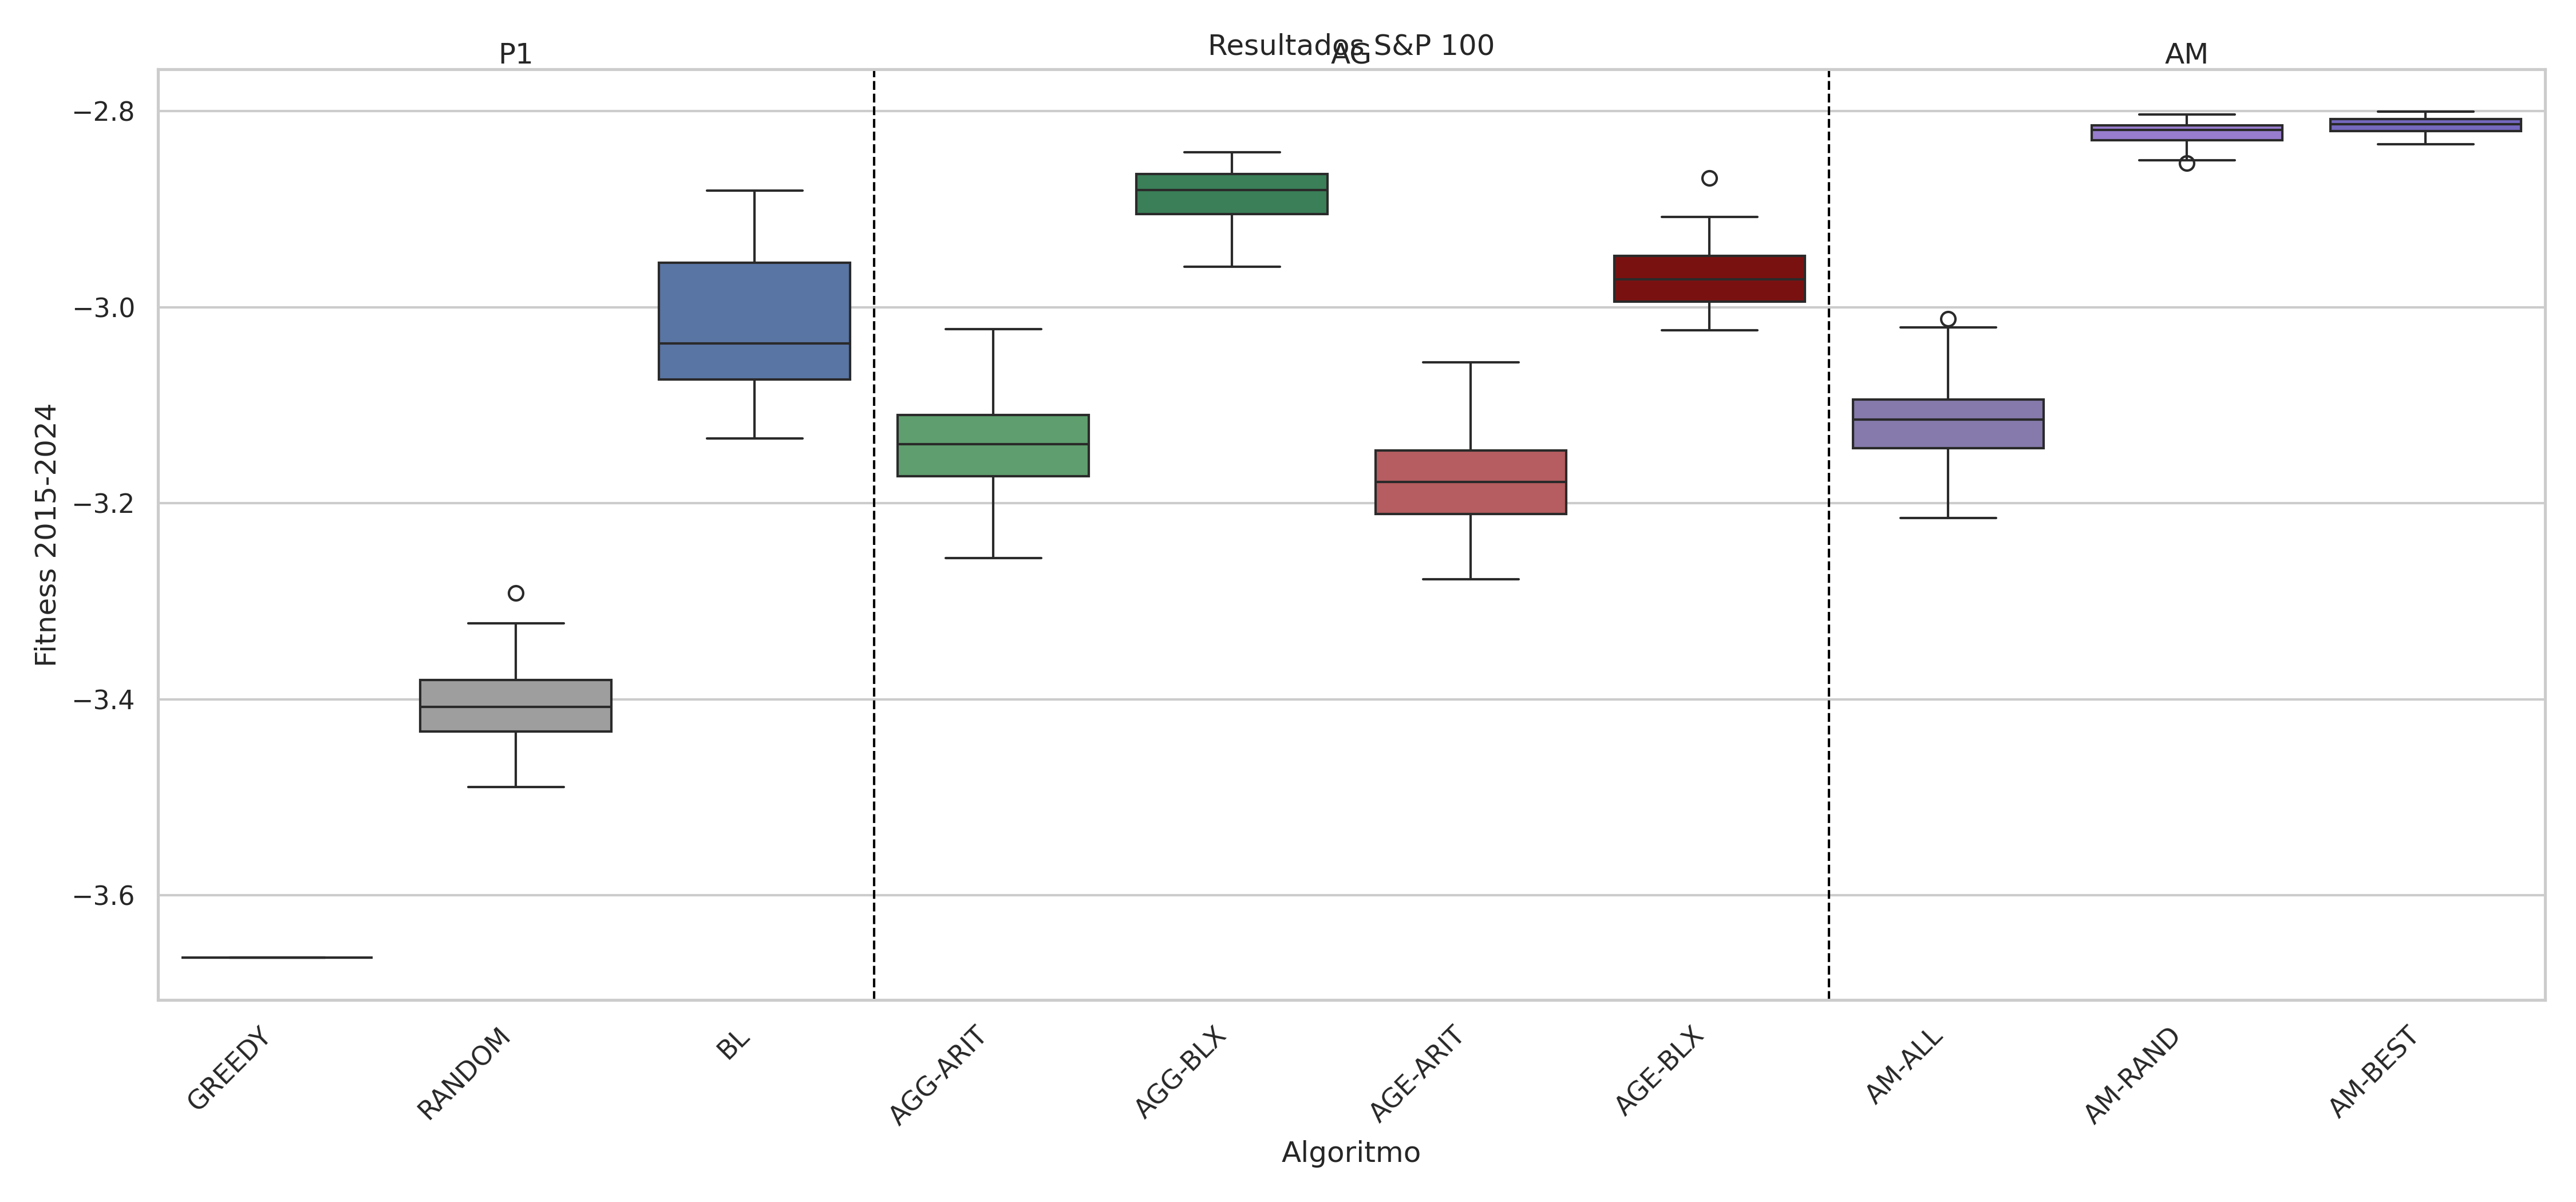 Resultados S&P 100
P1
AG
AM
Fitness 2015-2024
−2.8
−3.0
−3.2
−3.4
−3.6
GREEDY
RANDOM
BL
AGG-ARIT
AGG-BLX
AGE-ARIT
AGE-BLX
AM-ALL
AM-RAND
AM-BEST
Algoritmo